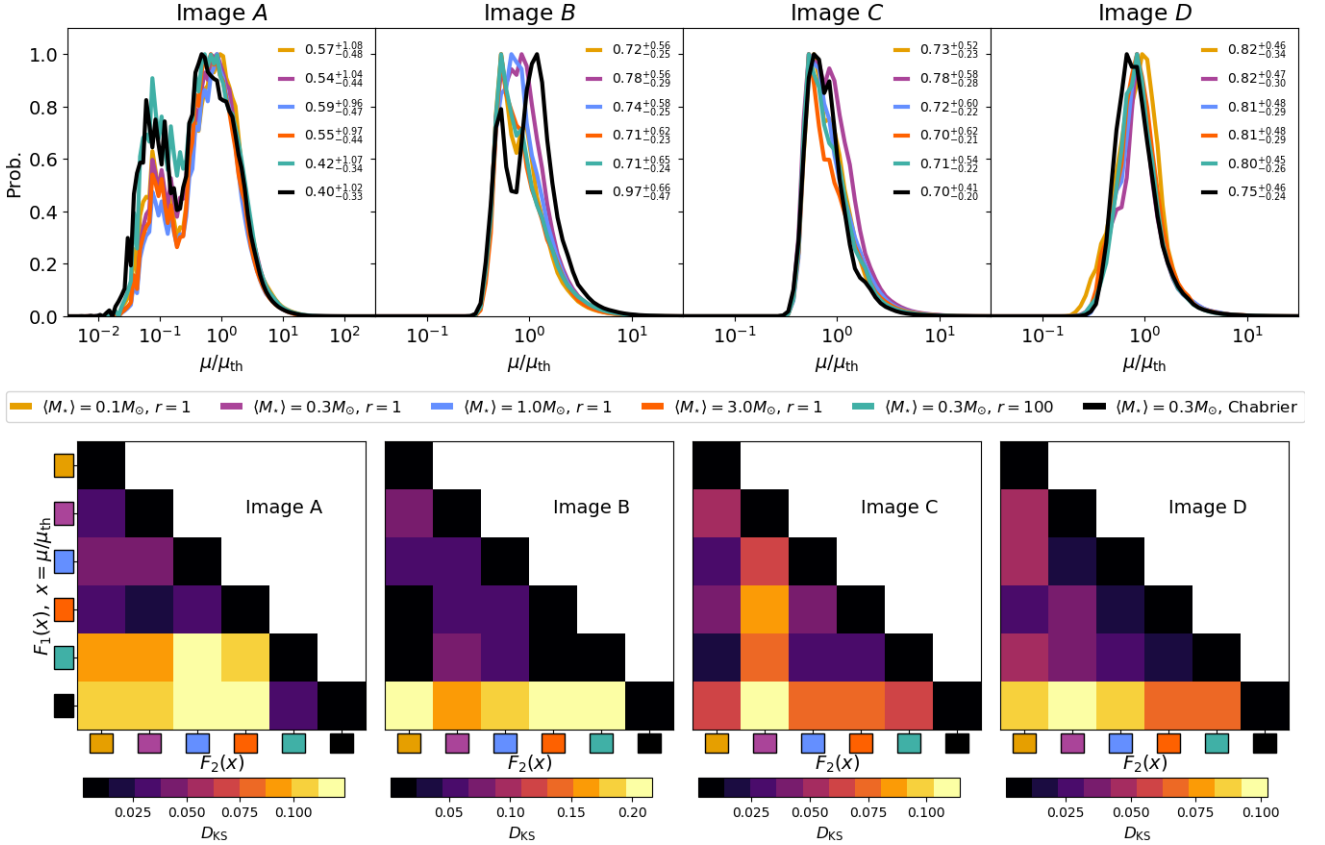 Image A
Image B
Image C
Image D
Prob.
1.0
0.8
0.6
0.4
0.2
0.0
0.57+1.08−0.48
0.54+1.04−0.44
0.59+0.96−0.47
0.55+0.97−0.44
0.42+1.07−0.34
0.40+1.02−0.33
0.72+0.56−0.25
0.78+0.56−0.29
0.74+0.58−0.25
0.71+0.62−0.23
0.71+0.65−0.24
0.97+0.66−0.47
0.73+0.52−0.23
0.78+0.58−0.28
0.72+0.60−0.22
0.70+0.62−0.21
0.71+0.54−0.22
0.70+0.41−0.20
0.82+0.46−0.34
0.82+0.47−0.30
0.81+0.48−0.29
0.81+0.48−0.29
0.80+0.45−0.26
0.75+0.46−0.24
10−2 10−1 100 101 102
10−1 100 101
10−1 100 101
10−1 100 101
μ/μth
μ/μth
μ/μth
μ/μth
⟨M⋆⟩ = 0.1M⊙, r = 1 ⟨M⋆⟩ = 0.3M⊙, r = 1 ⟨M⋆⟩ = 1.0M⊙, r = 1 ⟨M⋆⟩ = 3.0M⊙, r = 1 ⟨M⋆⟩ = 0.3M⊙, r = 100 ⟨M⋆⟩ = 0.3M⊙, Chabrier
F1(x), x = μ/μth
Image A
Image B
Image C
Image D
F2(x)
F2(x)
F2(x)
F2(x)
0.025 0.050 0.075 0.100
0.05 0.10 0.15 0.20
0.025 0.050 0.075 0.100
0.025 0.050 0.075 0.100
DKS
DKS
DKS
DKS